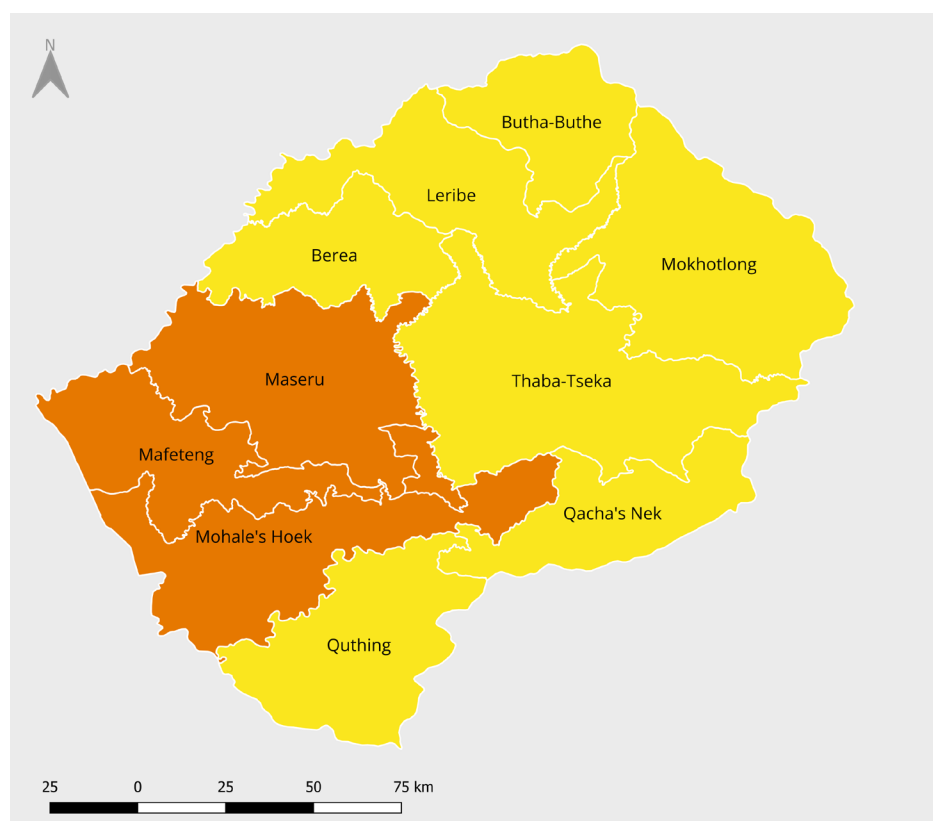 N
Butha-Buthe
Leribe
Berea
Mokhotlong
Maseru
Thaba-Tseka
Mafeteng
Qacha's Nek
Mohale's Hoek
Quthing
25 0 25 50 75 km